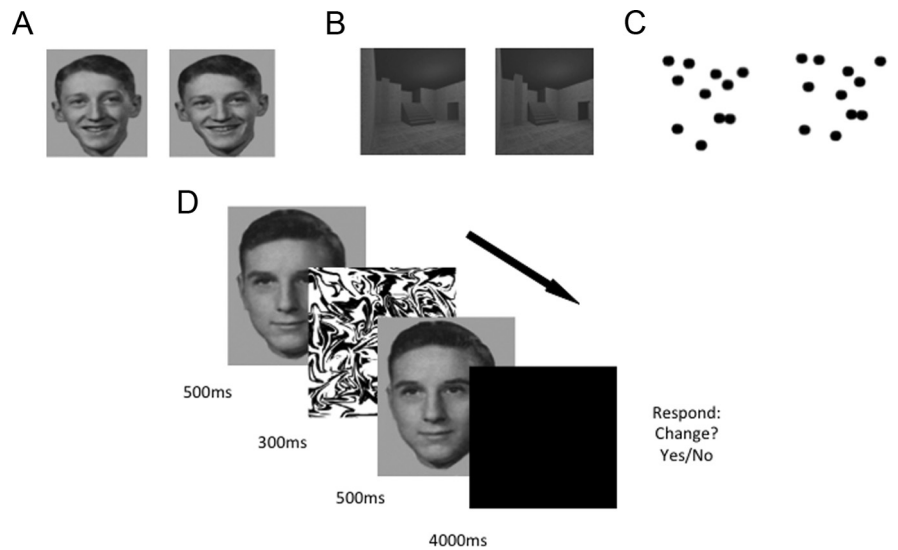 A
B
C
D
500ms
300ms
500ms
4000ms
Respond:
Change?
Yes/No